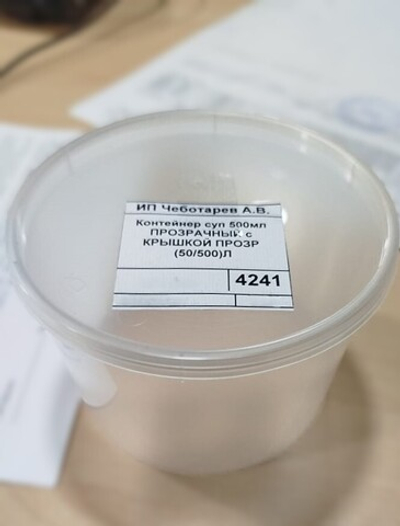 ИП Чеботарев А.В.
Контейнер суп 500мл
ПРОЗРАЧНЫЙ с
КРЫШКОЙ ПРОЗР
(50/500)Л
4241